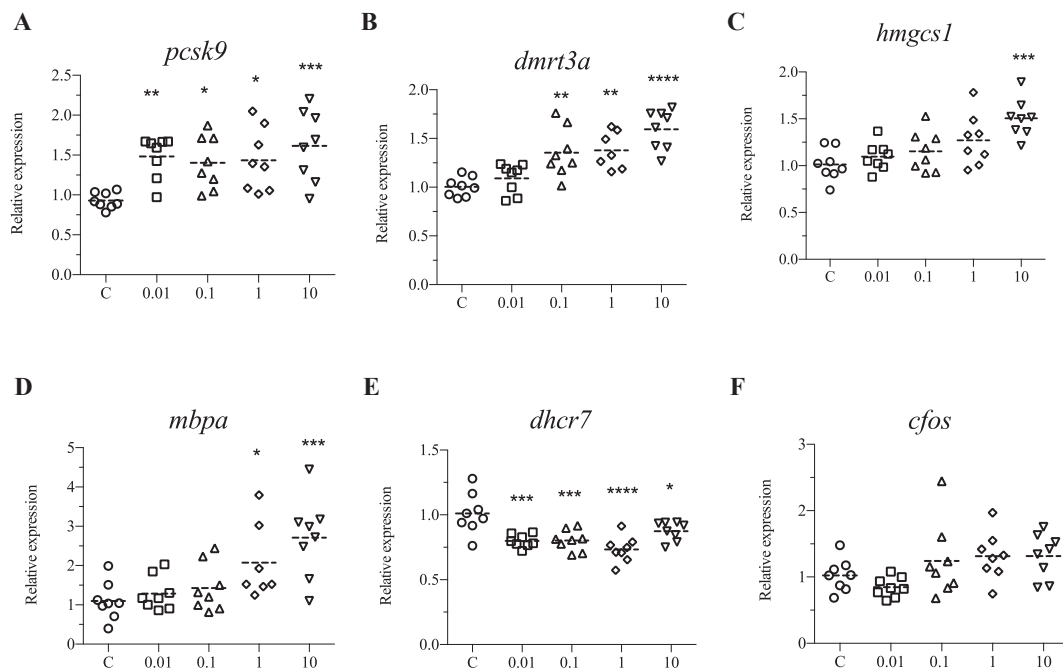 A
pcsk9
** * * ***
Relative expression
2.5
2.0
1.5
1.0
0.5
0.0
C 0.01 0.1 1 10
B
dmrt3a
** ** ****
Relative expression
2.0
1.5
1.0
0.5
0.0
C 0.01 0.1 1 10
C
hmgcs1
***
Relative expression
2.0
1.5
1.0
0.5
0.0
C 0.01 0.1 1 10
D
mbpa
* ***
Relative expression
5
4
3
2
1
0
C 0.01 0.1 1 10
E
dhcr7
*** *** **** *
Relative expression
1.5
1.0
0.5
0.0
C 0.01 0.1 1 10
F
cfos
Relative expression
3
2
1
0
C 0.01 0.1 1 10